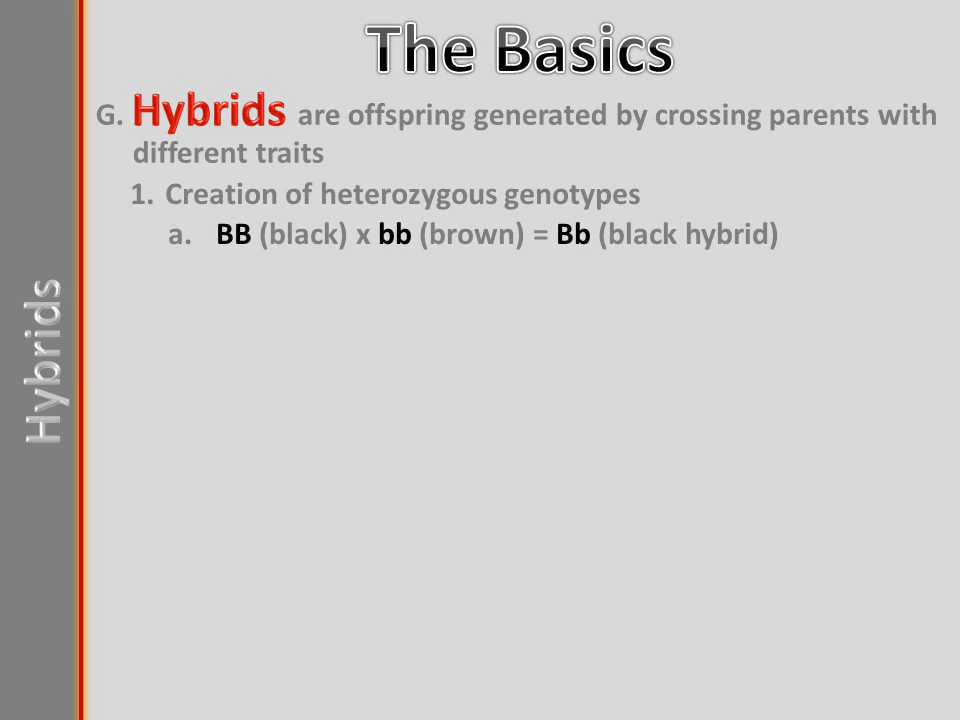 The Basics
G. Hybrids are offspring generated by crossing parents with
different traits
1. Creation of heterozygous genotypes
a. BB (black) x bb (brown) = Bb (black hybrid)
Hybrids